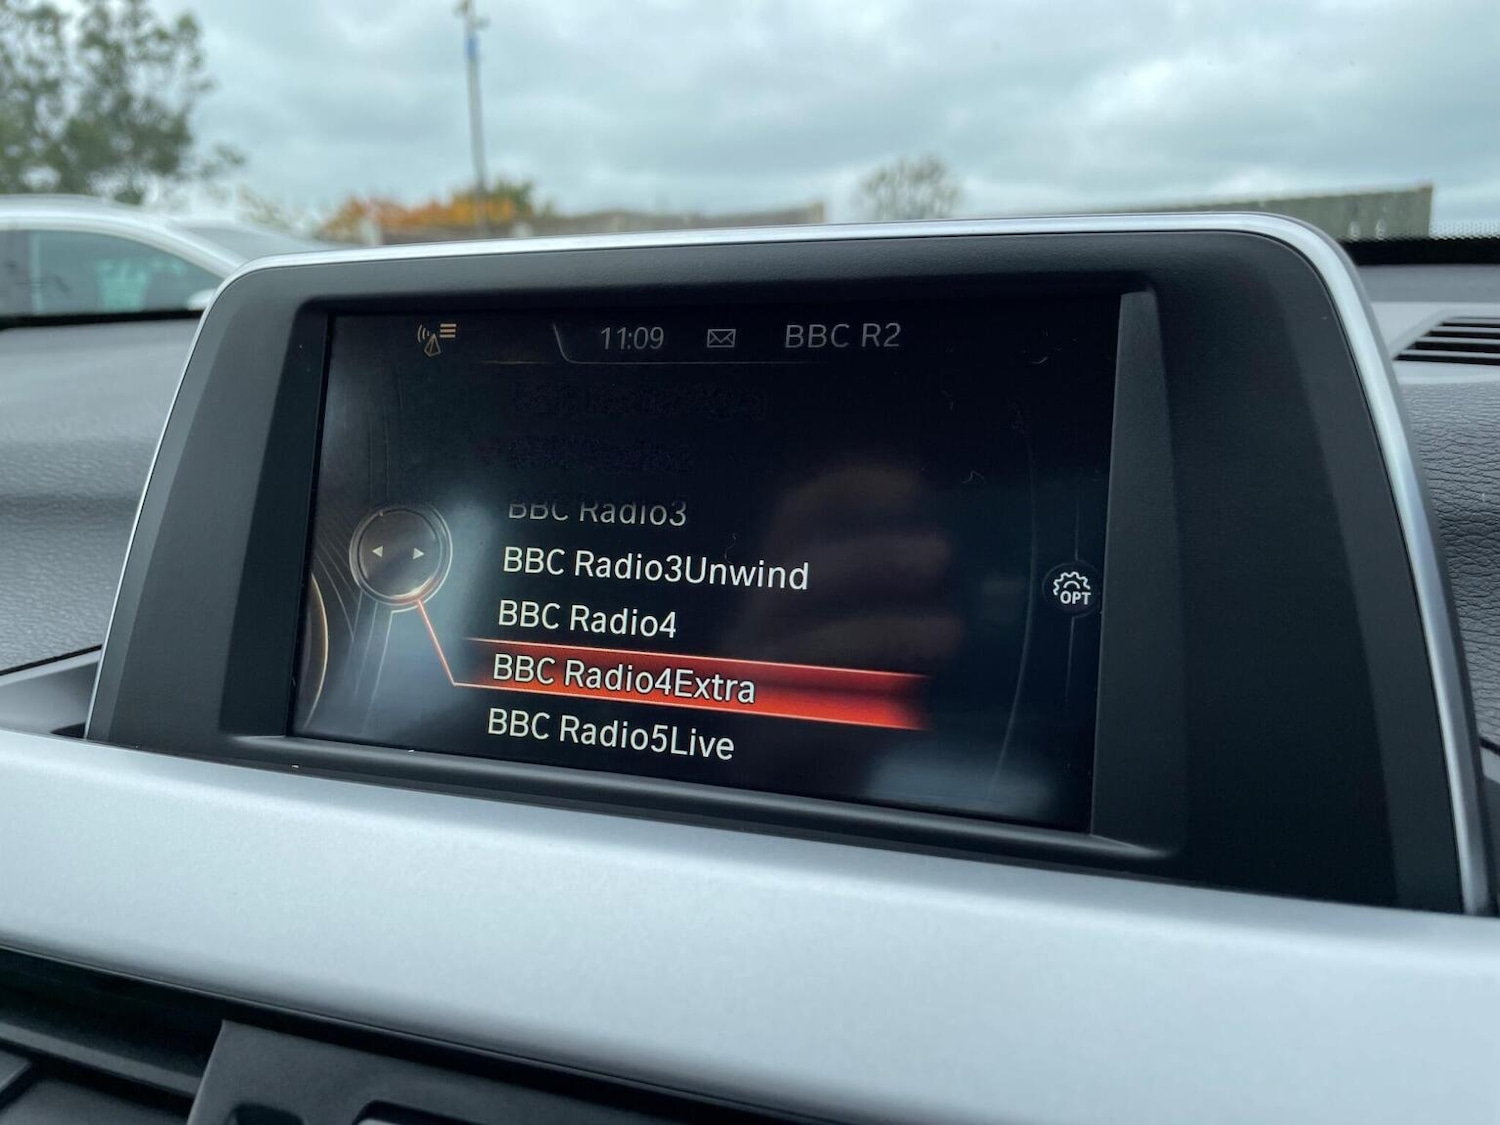 11:09 BBC R2
BBC Radio3
BBC Radio3Unwind
BBC Radio4
OPT
BBC Radio4Extra
BBC Radio5Live